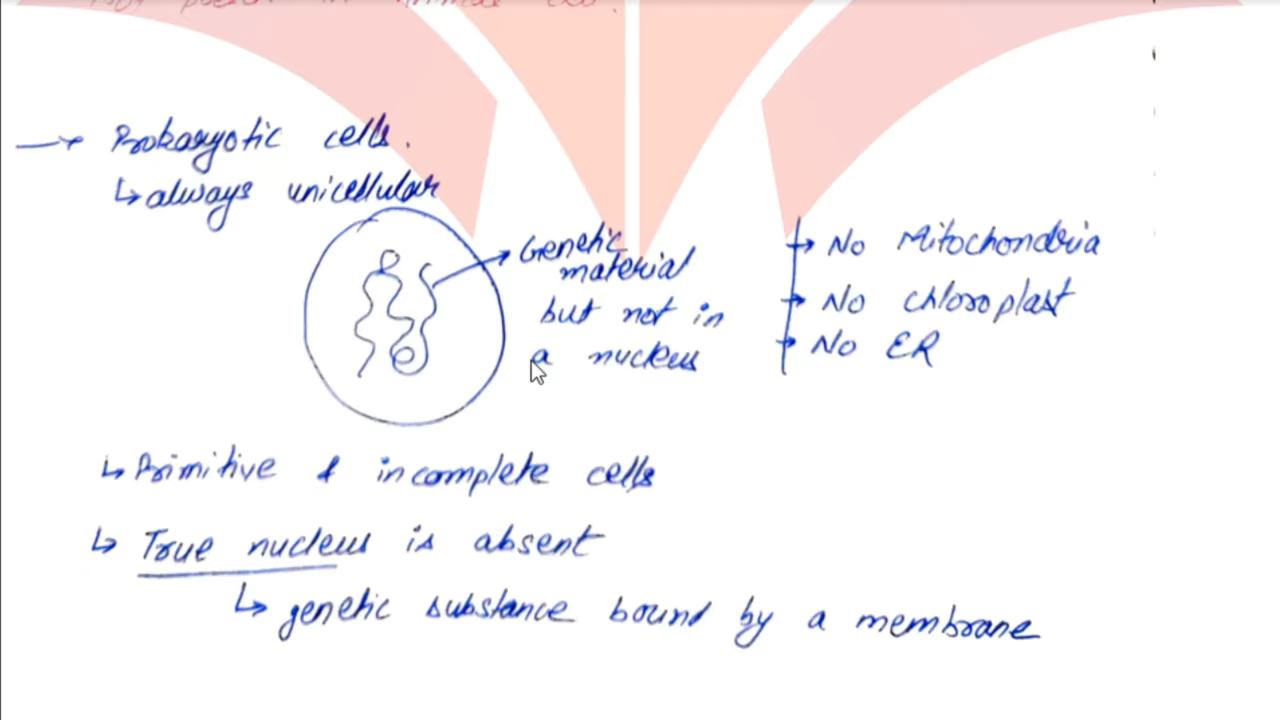 Prokaryotic cells.
↳ always unicellular
Genetic
material
but not in
a nucleus
→ No Mitochondria
→ No Chloroplast
→ No ER
↳ Primitive & incomplete cells
↳ True nucleus is absent
↳ genetic substance bound by a membrane